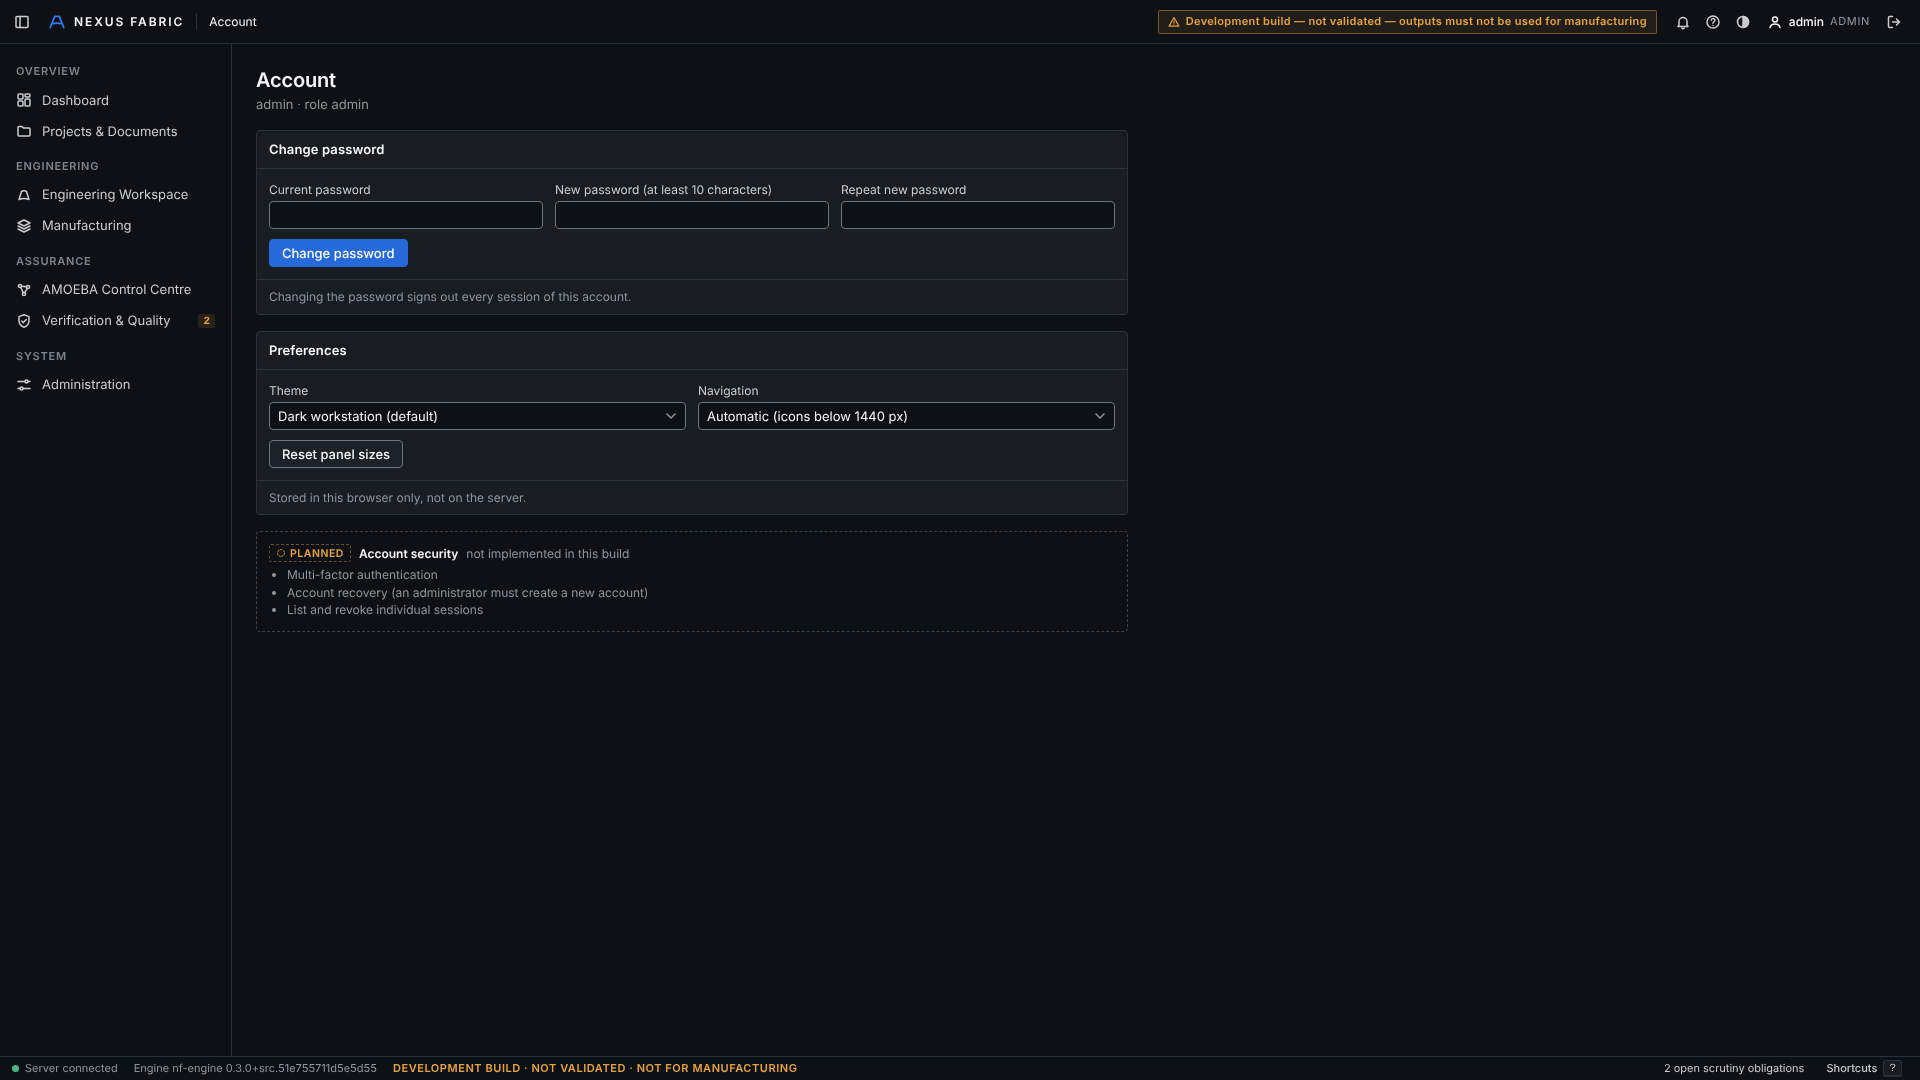 NEXUS FABRIC
Account
Development build — not validated — outputs must not be used for manufacturing
admin ADMIN
OVERVIEW
Dashboard
Projects & Documents
ENGINEERING
Engineering Workspace
Manufacturing
ASSURANCE
AMOEBA Control Centre
Verification & Quality 2
SYSTEM
Administration
Account
admin · role admin
Change password
Current password
New password (at least 10 characters)
Repeat new password
Change password
Changing the password signs out every session of this account.
Preferences
Theme
Navigation
Dark workstation (default)
Automatic (icons below 1440 px)
Reset panel sizes
Stored in this browser only, not on the server.
PLANNED Account security not implemented in this build
• Multi-factor authentication
• Account recovery (an administrator must create a new account)
• List and revoke individual sessions
Server connected
Engine nf-engine 0.3.0+src.51e755711d5e5d55
DEVELOPMENT BUILD · NOT VALIDATED · NOT FOR MANUFACTURING
2 open scrutiny obligations
Shortcuts ?